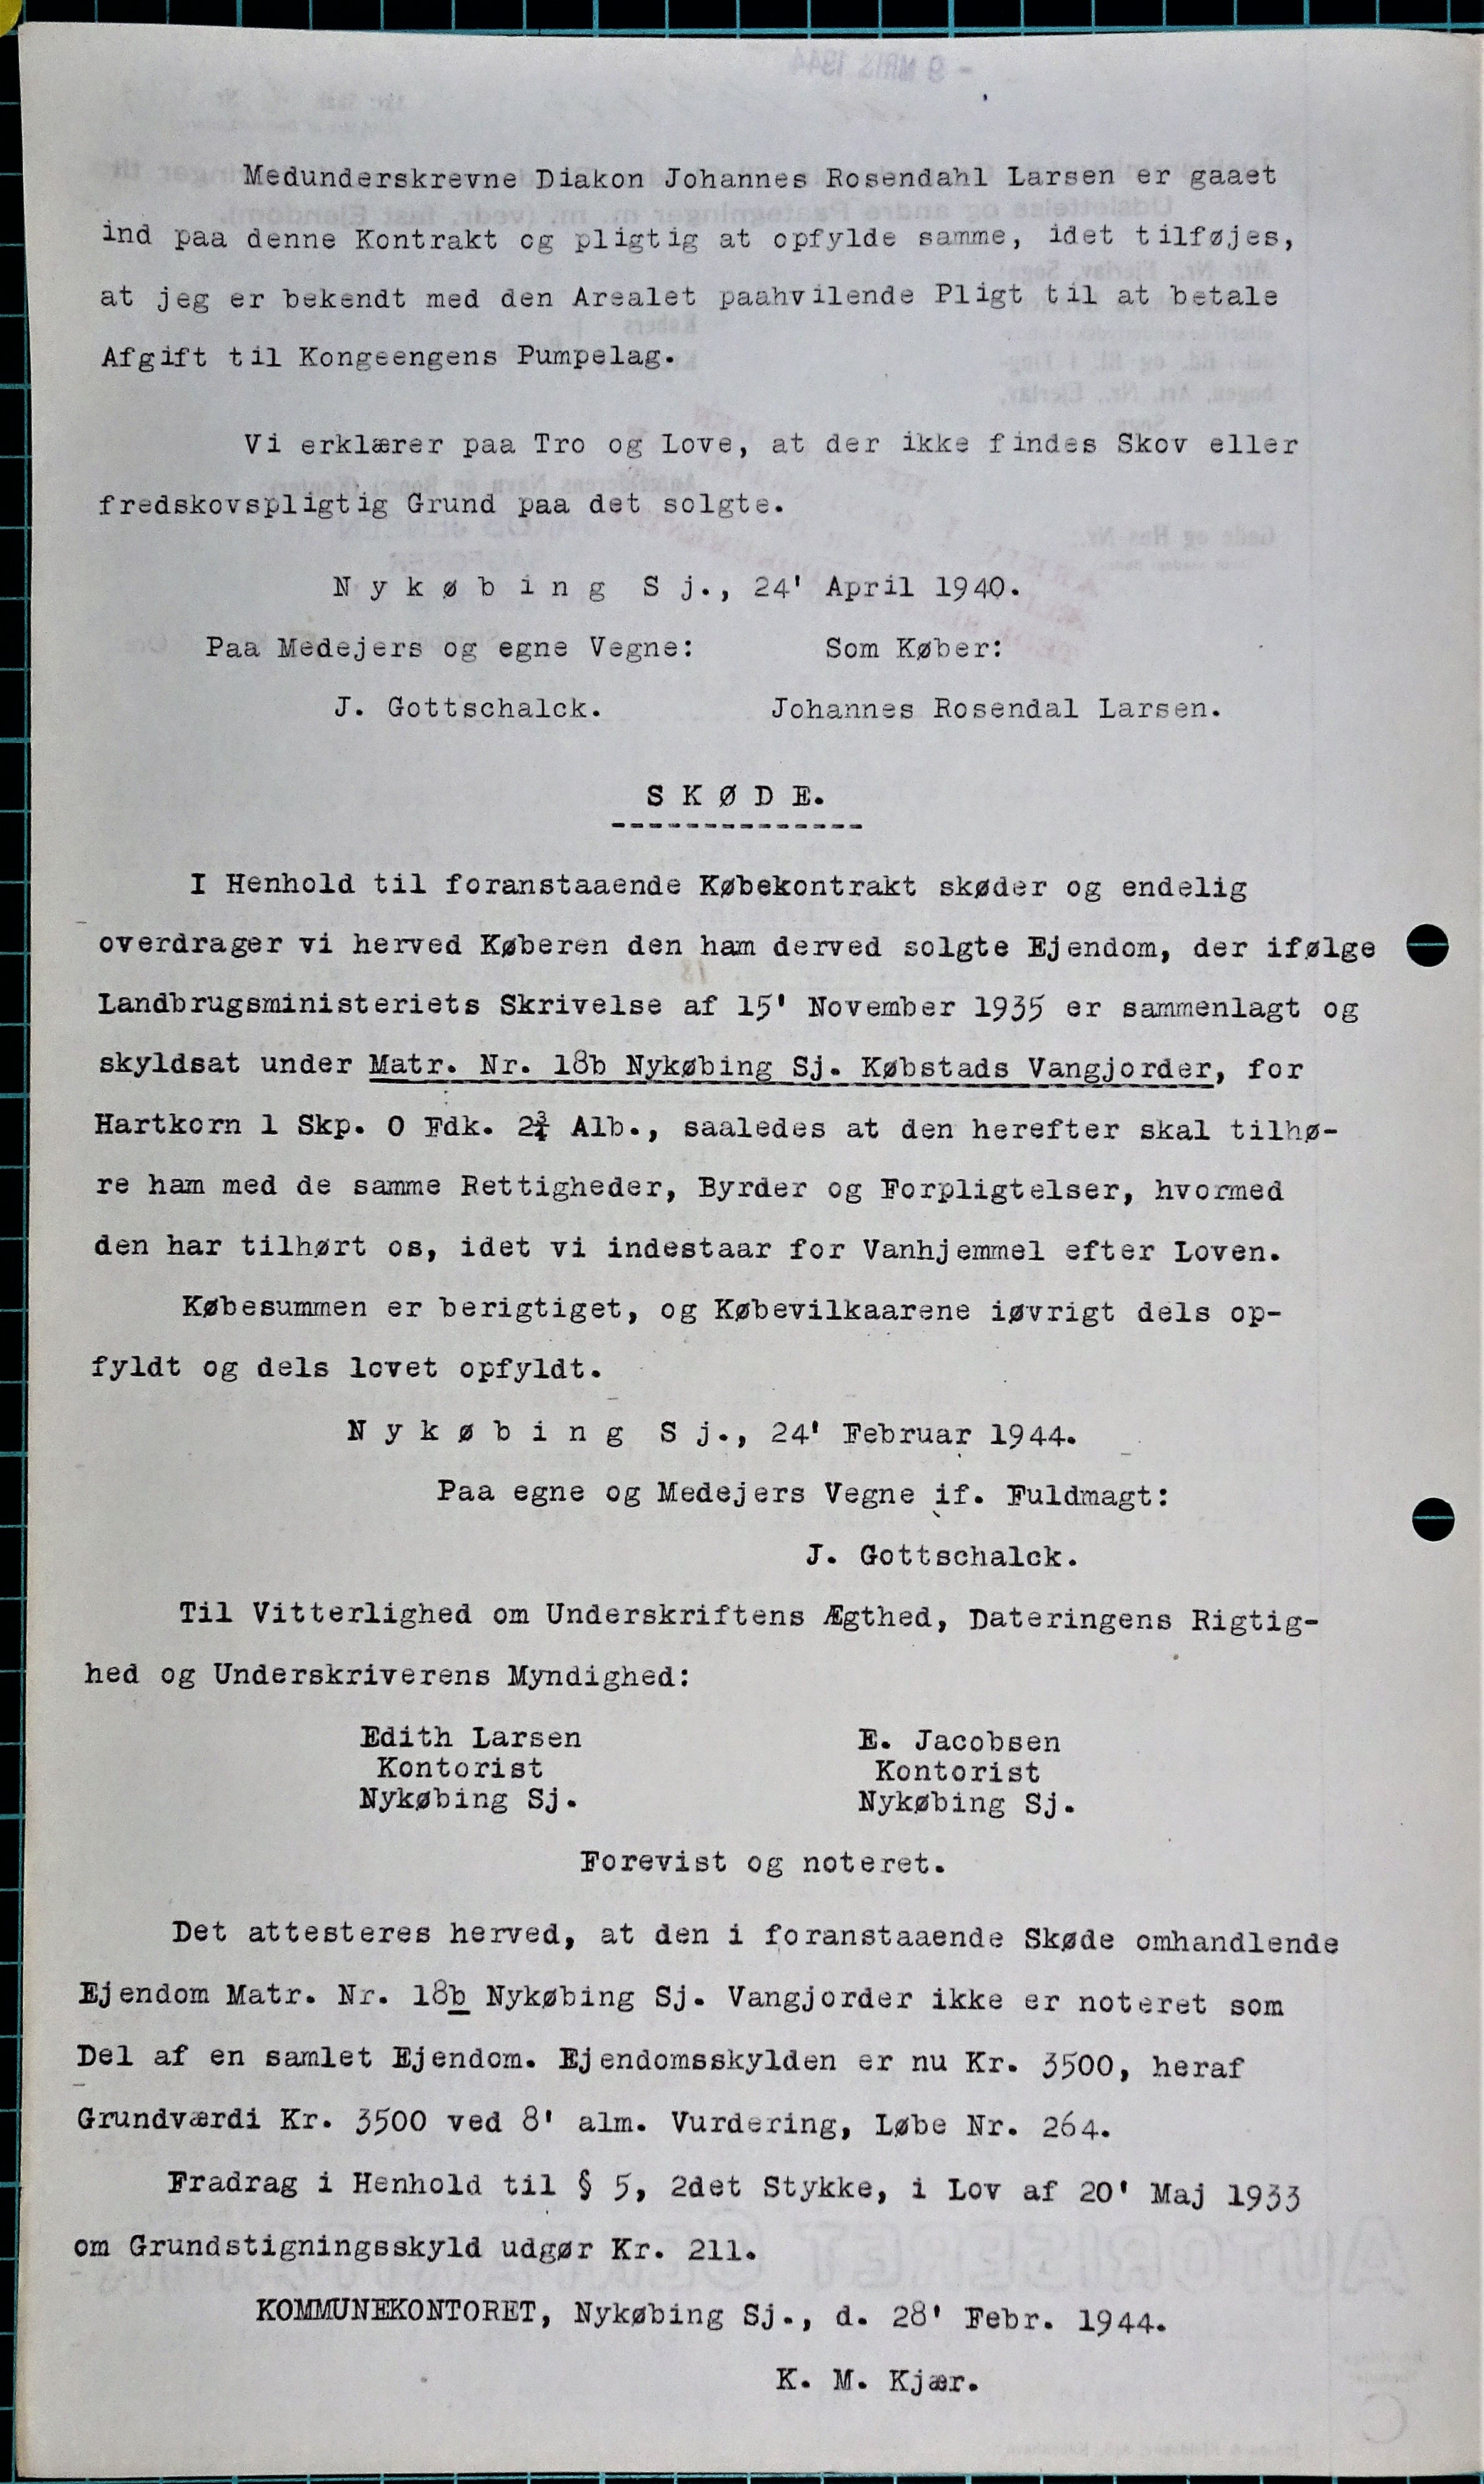 - 9 MRIS 1944
Medunderskrevne Diakon Johannes Rosendahl Larsen er gaaet
ind paa denne Kontrakt og pligtig at opfylde samme, idet tilføjes,
at jeg er bekendt med den Arealet paahvilende Pligt til at betale
Afgift til Kongeengens Pumpelag.
Vi erklærer paa Tro og Love, at der ikke findes Skov eller
fredskovspligtig Grund paa det solgte.
N y k ø b i n g  S j., 24' April 1940.
Paa Medejers og egne Vegne: Som Køber:
J. Gottschalck. Johannes Rosendal Larsen.
S K Ø D E.
--------------
I Henhold til foranstaaende Købekontrakt skøder og endelig
overdrager vi herved Køberen den ham derved solgte Ejendom, der ifølge
Landbrugsministeriets Skrivelse af 15' November 1935 er sammenlagt og
skyldsat under Matr. Nr. 18b Nykøbing Sj. Købstads Vangjorder, for
Hartkorn 1 Skp. 0 Fdk. 2¾ Alb., saaledes at den herefter skal tilhø-
re ham med de samme Rettigheder, Byrder og Forpligtelser, hvormed
den har tilhørt os, idet vi indestaar for Vanhjemmel efter Loven.
Købesummen er berigtiget, og Købevilkaarene iøvrigt dels op-
fyldt og dels lovet opfyldt.
N y k ø b i n g  S j., 24' Februar 1944.
Paa egne og Medejers Vegne if. Fuldmagt:
J. Gottschalck.
Til Vitterlighed om Underskriftens Ægthed, Dateringens Rigtig-
hed og Underskriverens Myndighed:
Edith Larsen E. Jacobsen
Kontorist Kontorist
Nykøbing Sj. Nykøbing Sj.
Forevist og noteret.
Det attesteres herved, at den i foranstaaende Skøde omhandlende
Ejendom Matr. Nr. 18b Nykøbing Sj. Vangjorder ikke er noteret som
Del af en samlet Ejendom. Ejendomsskylden er nu Kr. 3500, heraf
Grundværdi Kr. 3500 ved 8' alm. Vurdering, Løbe Nr. 264.
Fradrag i Henhold til § 5, 2det Stykke, i Lov af 20' Maj 1933
om Grundstigningsskyld udgør Kr. 211.
KOMMUNEKONTORET, Nykøbing Sj., d. 28' Febr. 1944.
K. M. Kjær.